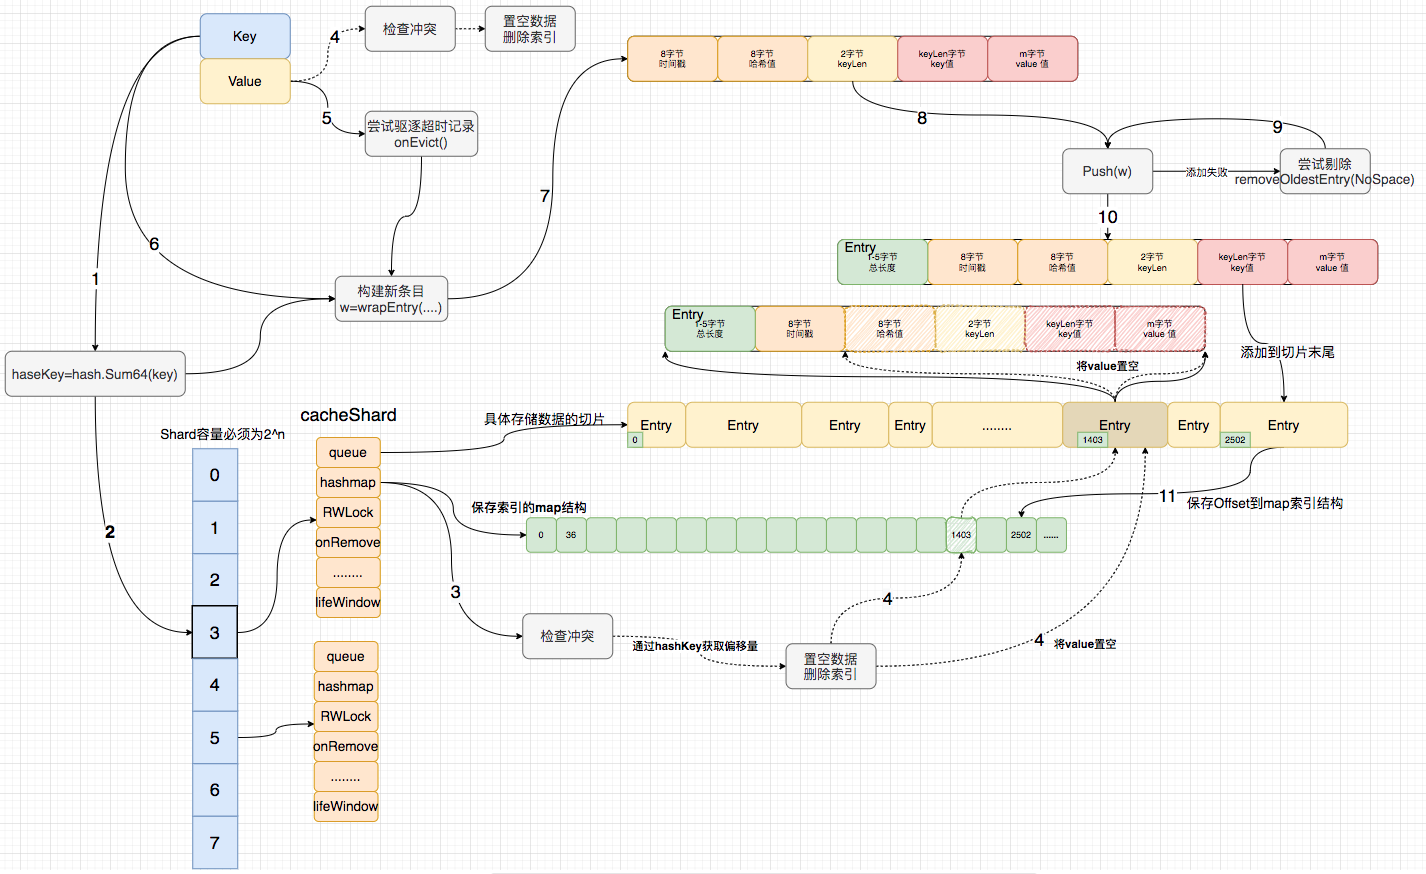 Key
Value
4
检查冲突
置空数据
删除索引
5
尝试驱逐超时记录
onEvict()
8字节
时间戳
8字节
哈希值
2字节
keyLen
keyLen字节
key值
m字节
value 值
8
9
Push(w)
添加失败
尝试剔除
removeOldestEntry(NoSpace)
7
10
6
1
构建新条目
w=wrapEntry(....)
Entry
1-5字节
总长度
8字节
时间戳
8字节
哈希值
2字节
keyLen
keyLen字节
key值
m字节
value 值
Entry
1-5字节
总长度
8字节
时间戳
8字节
哈希值
2字节
keyLen
keyLen字节
key值
m字节
value 值
添加到切片末尾
将value置空
haseKey=hash.Sum64(key)
cacheShard
Shard容量必须为2^n
具体存储数据的切片
Entry
0
Entry
Entry
Entry
........
Entry
1403
Entry
2502
Entry
queue
hashmap
RWLock
onRemove
........
lifeWindow
保存索引的map结构
0
36
1403
2502
......
11
保存Offset到map索引结构
2
3
检查冲突
通过hashKey获取偏移量
4
置空数据
删除索引
4
将value置空
0
1
2
3
4
5
6
7
queue
hashmap
RWLock
onRemove
........
lifeWindow